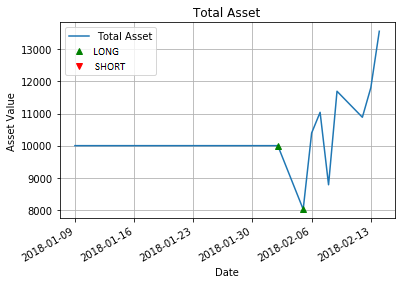 Total Asset
Total Asset
LONG
SHORT
13000
12000
11000
10000
9000
8000
Asset Value
2018-01-09
2018-01-16
2018-01-23
2018-01-30
2018-02-06
2018-02-13
Date